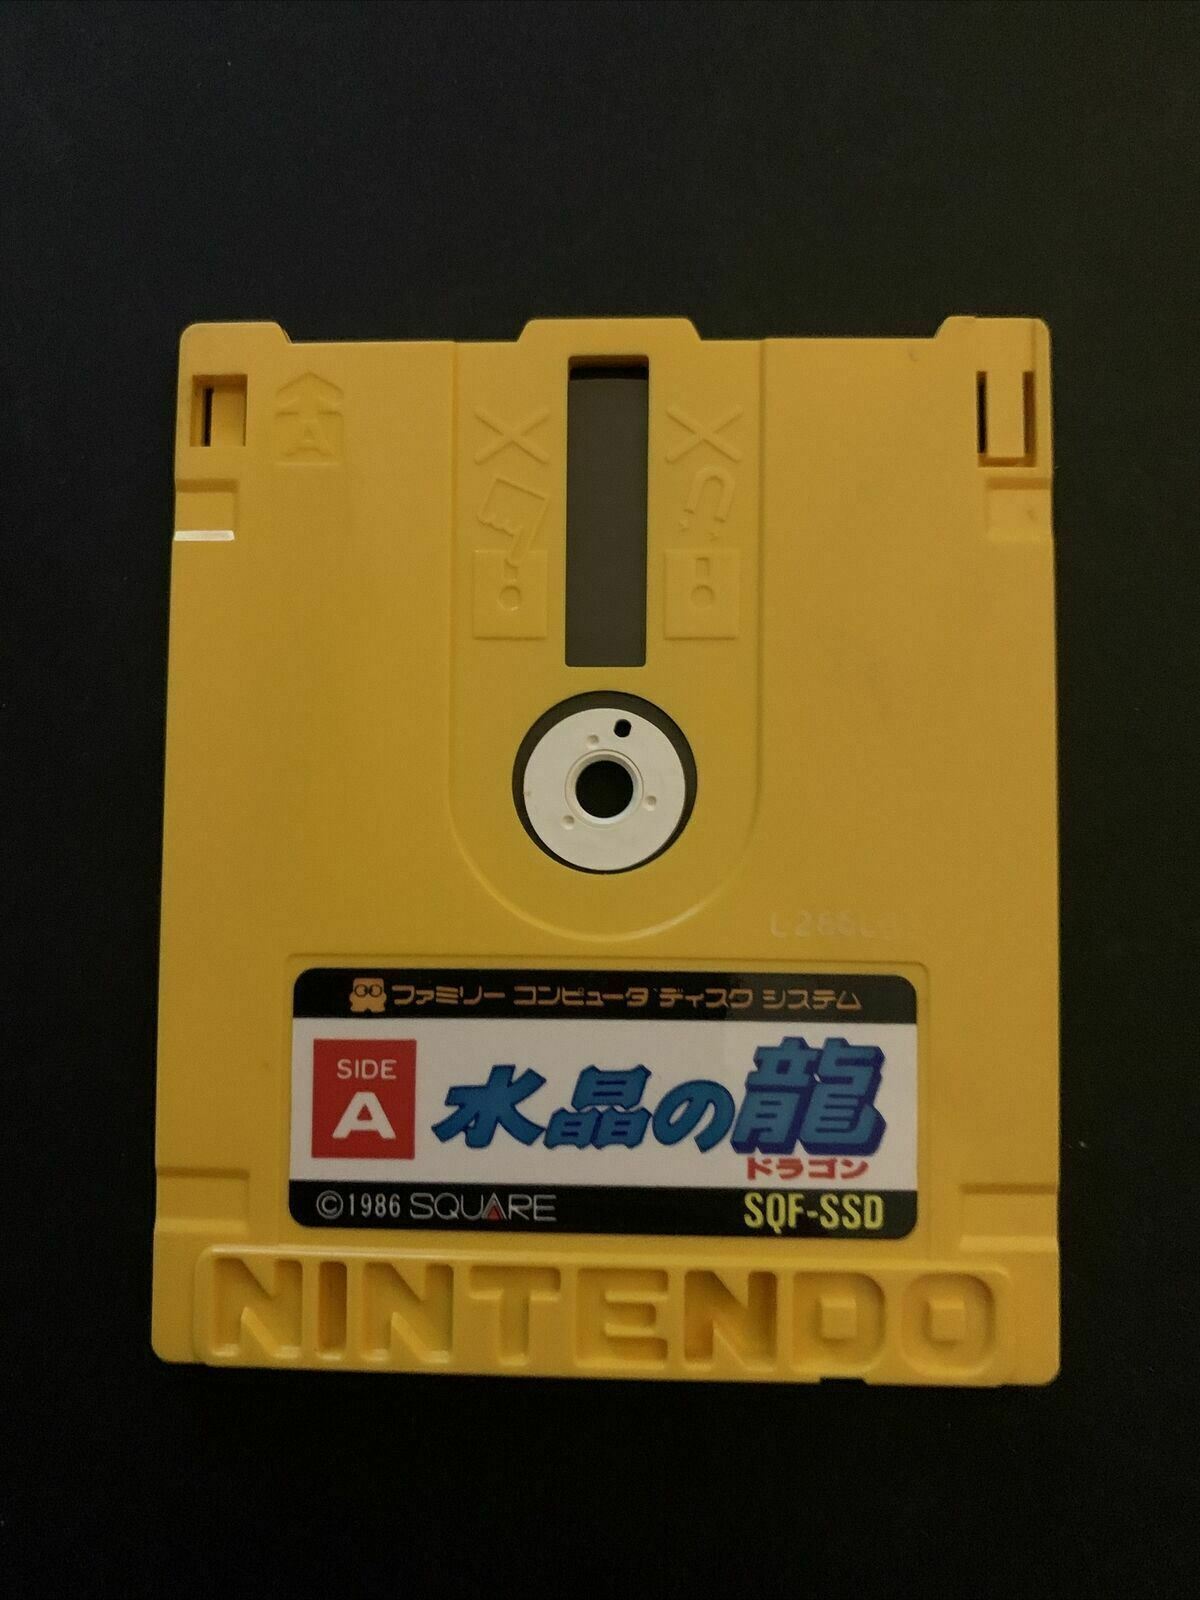 A
L286L
ファミリー コンピュータ ディスク システム
SIDE
A
水晶の龍
ドラゴン
©1986 SQUARE
SQF-SSD
NINTENDO